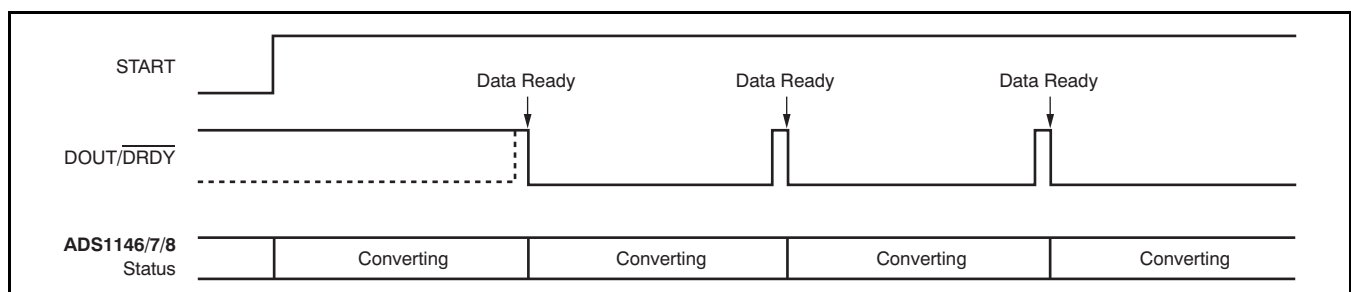 START
Data Ready Data Ready Data Ready
DOUT/DRDY
ADS1146/7/8
Status
Converting Converting Converting Converting